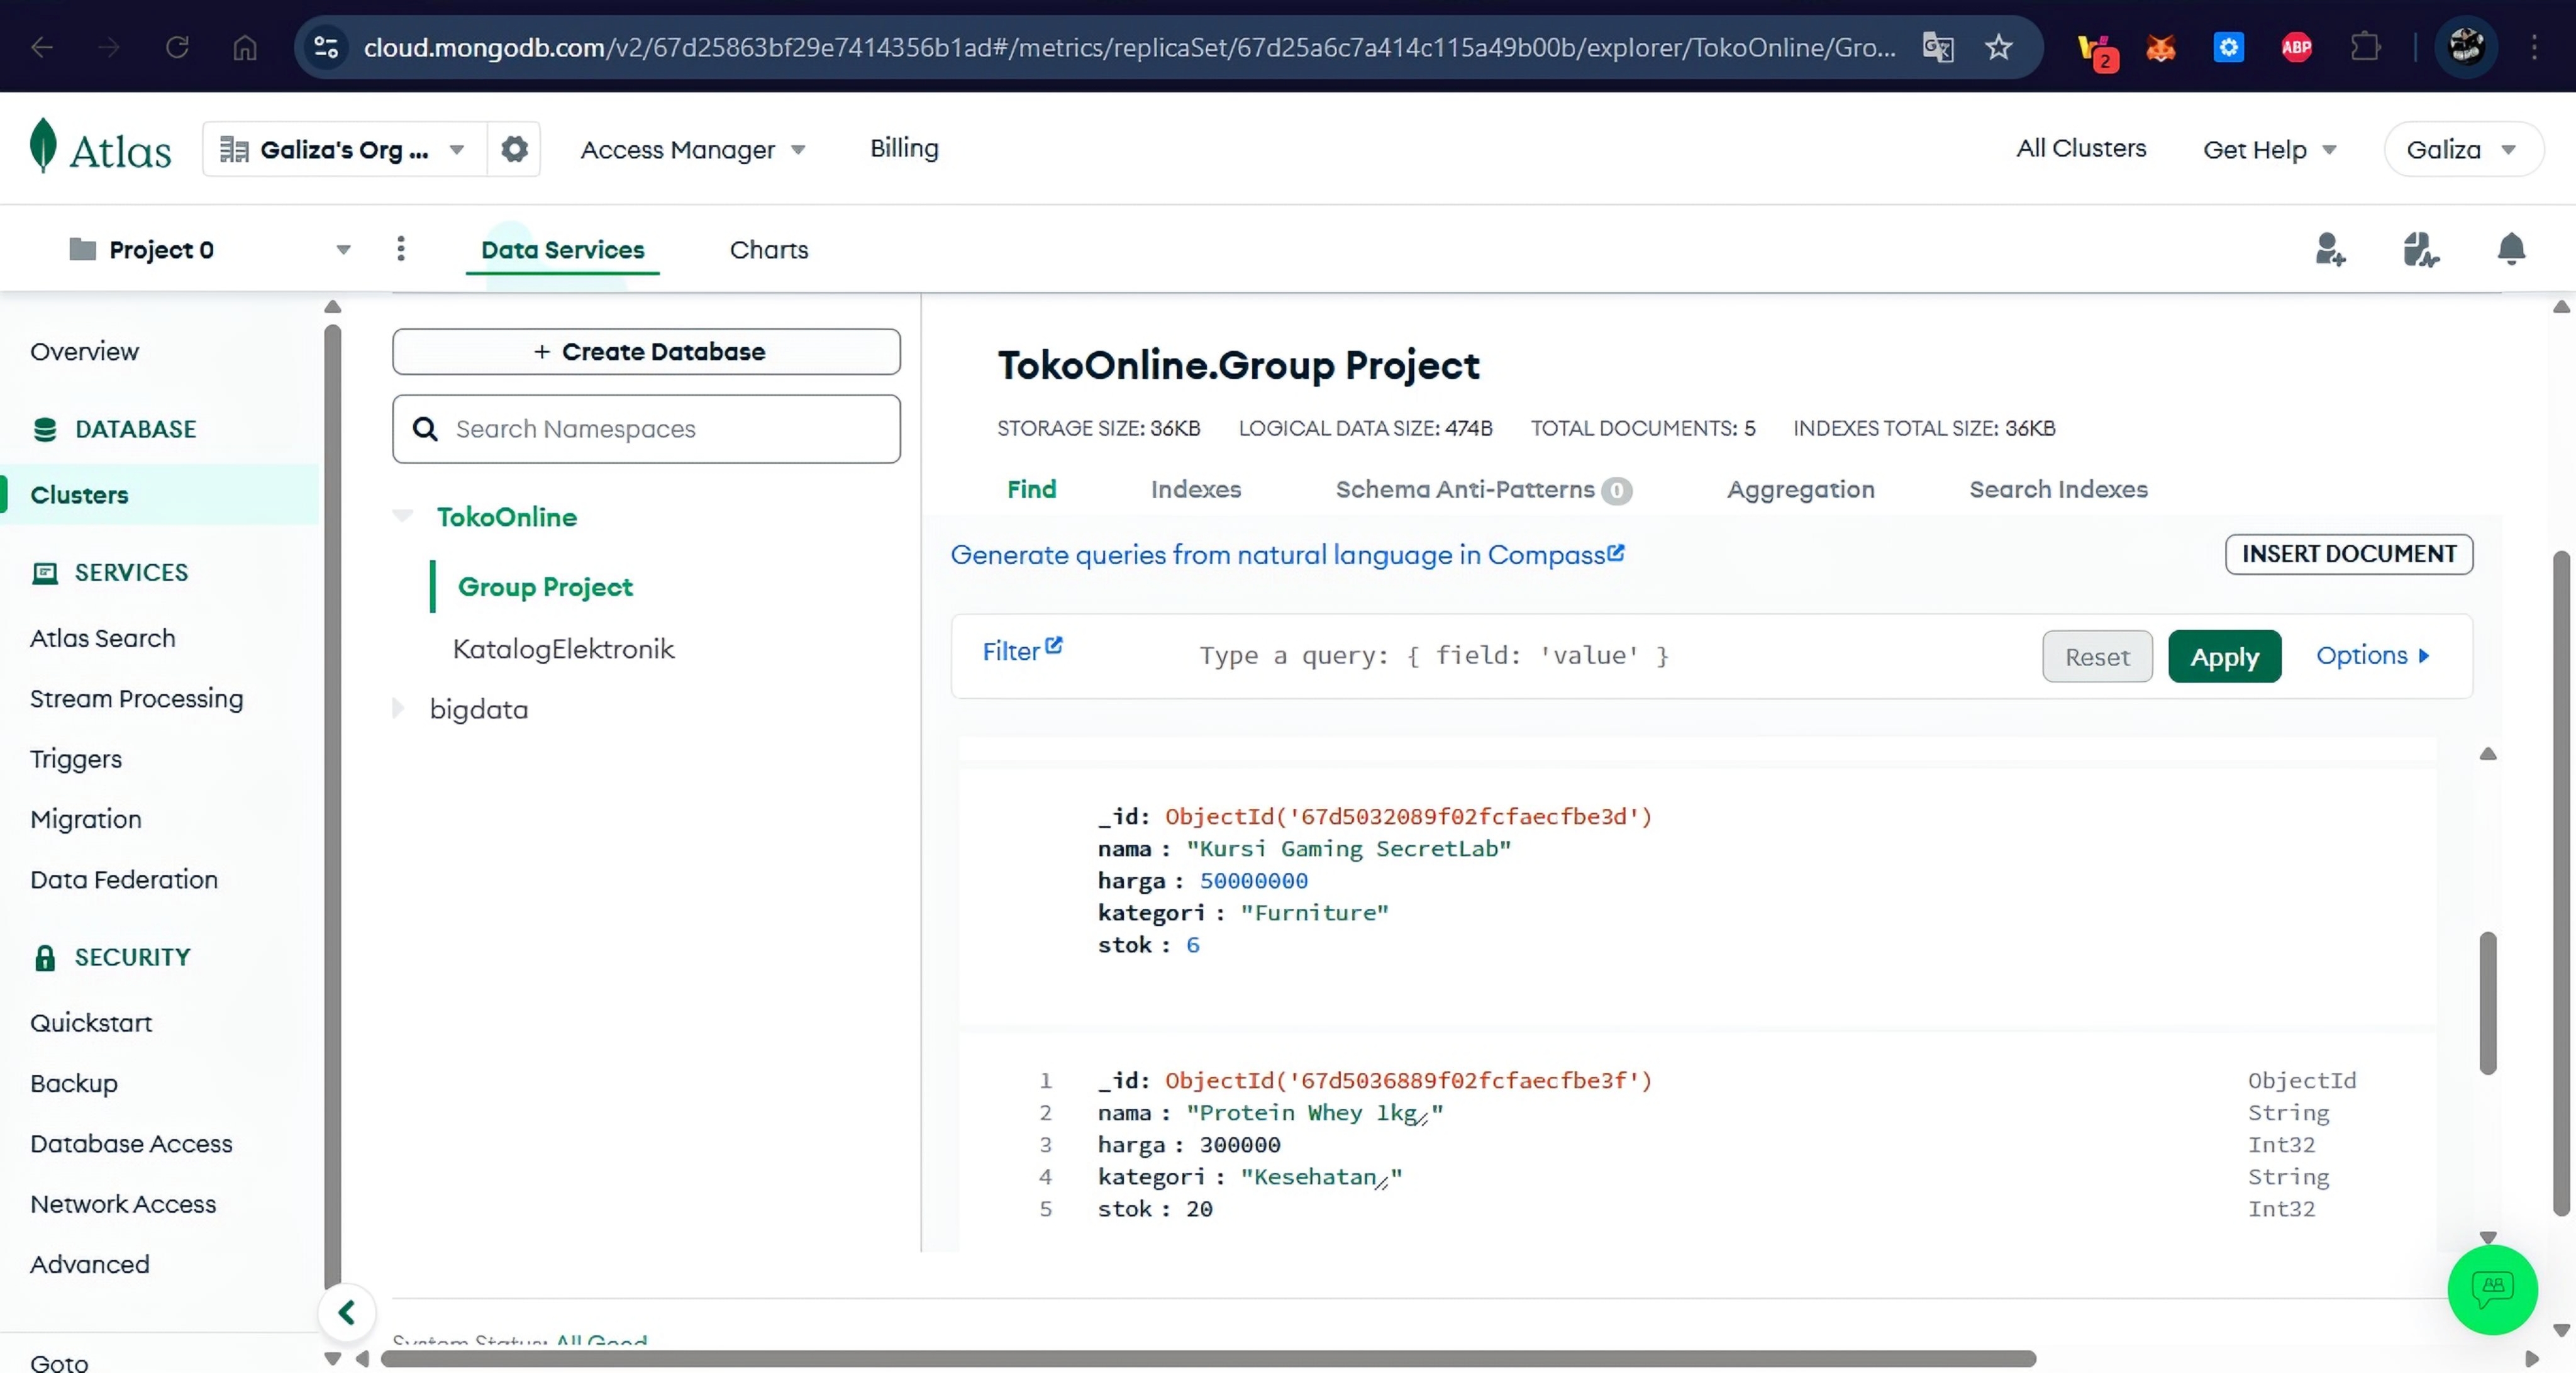 cloud.mongodb.com/v2/67d25863bf29e7414356b1ad#/metrics/replicaSet/67d25a6c7a414c115a49b00b/explorer/TokoOnline/Gro...
2
ABP
Atlas
Galiza's Org ...
Access Manager
Billing
All Clusters
Get Help
Galiza
Project 0
Data Services
Charts
Overview
DATABASE
Clusters
SERVICES
Atlas Search
Stream Processing
Triggers
Migration
Data Federation
SECURITY
Quickstart
Backup
Database Access
Network Access
Advanced
Goto
+ Create Database
Search Namespaces
TokoOnline
Group Project
KatalogElektronik
bigdata
TokoOnline.Group Project
STORAGE SIZE: 36KB LOGICAL DATA SIZE: 474B TOTAL DOCUMENTS: 5 INDEXES TOTAL SIZE: 36KB
Find Indexes Schema Anti-Patterns 0 Aggregation Search Indexes
Generate queries from natural language in Compass
INSERT DOCUMENT
Filter
Type a query: { field: 'value' }
Reset
Apply
Options
_id: ObjectId('67d5032089f02fcfaecfbe3d')
nama : "Kursi Gaming SecretLab"
harga : 50000000
kategori : "Furniture"
stok : 6
1 _id: ObjectId('67d5036889f02fcfaecfbe3f') ObjectId
2 nama : "Protein Whey 1kg" String
3 harga : 300000 Int32
4 kategori : "Kesehatan" String
5 stok : 20 Int32
System Status: All Good